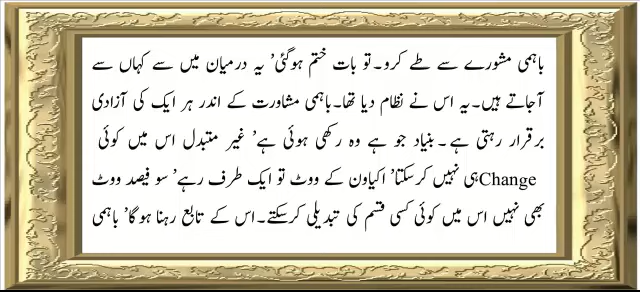 باہمی مشورے سے طے کرو۔تو بات ختم ہوگئی’ یہ درمیان میں سے کہاں سے
آجاتے ہیں۔یہ اس نے نظام دیا تھا۔باہمی مشاورت کے اندر ہر ایک کی آزادی
برقرار رہتی ہے۔بنیاد جو ہے وہ رکھی ہوئی ہے’ غیر متبدل اس میں کوئی
Changeہی نہیں کرسکتا’ اکیاون کے ووٹ تو ایک طرف رہے’ سو فیصد ووٹ
بھی نہیں اس میں کوئی کسی قسم کی تبدیلی کرسکتے۔اس کے تابع رہنا ہوگا’ باہمی